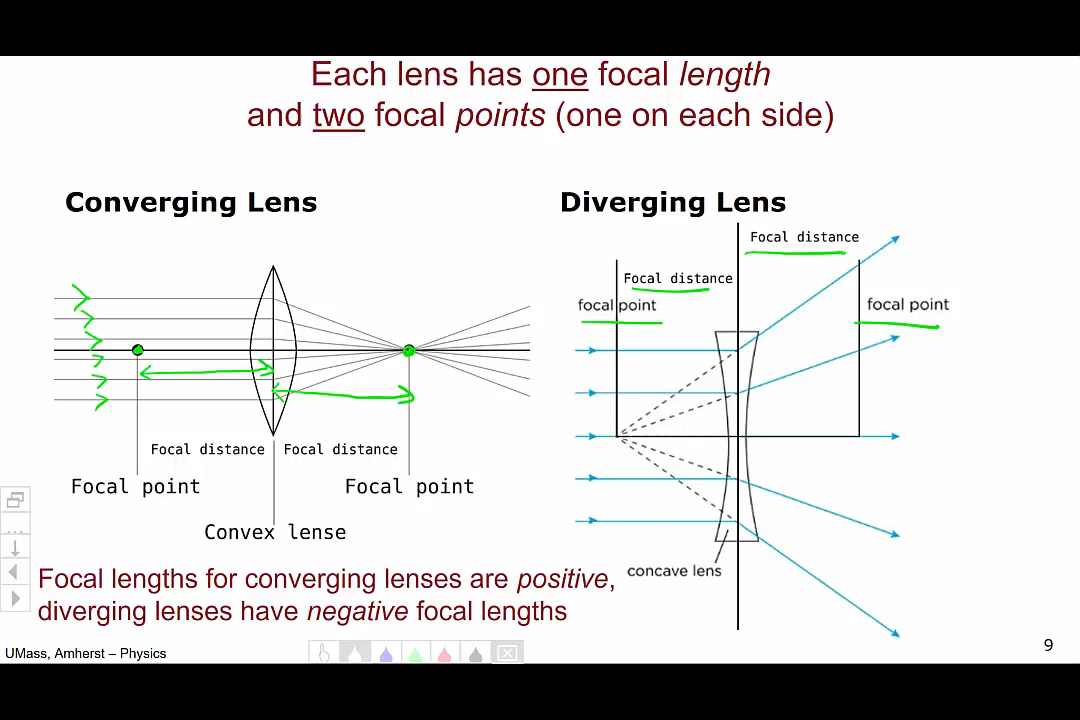 Each lens has one focal length
and two focal points (one on each side)
Converging Lens
Diverging Lens
Focal distance
Focal distance
focal point
focal point
Focal distance
Focal distance
Focal point
Focal point
Convex lense
concave lens
Focal lengths for converging lenses are positive,
diverging lenses have negative focal lengths
UMass, Amherst – Physics
9